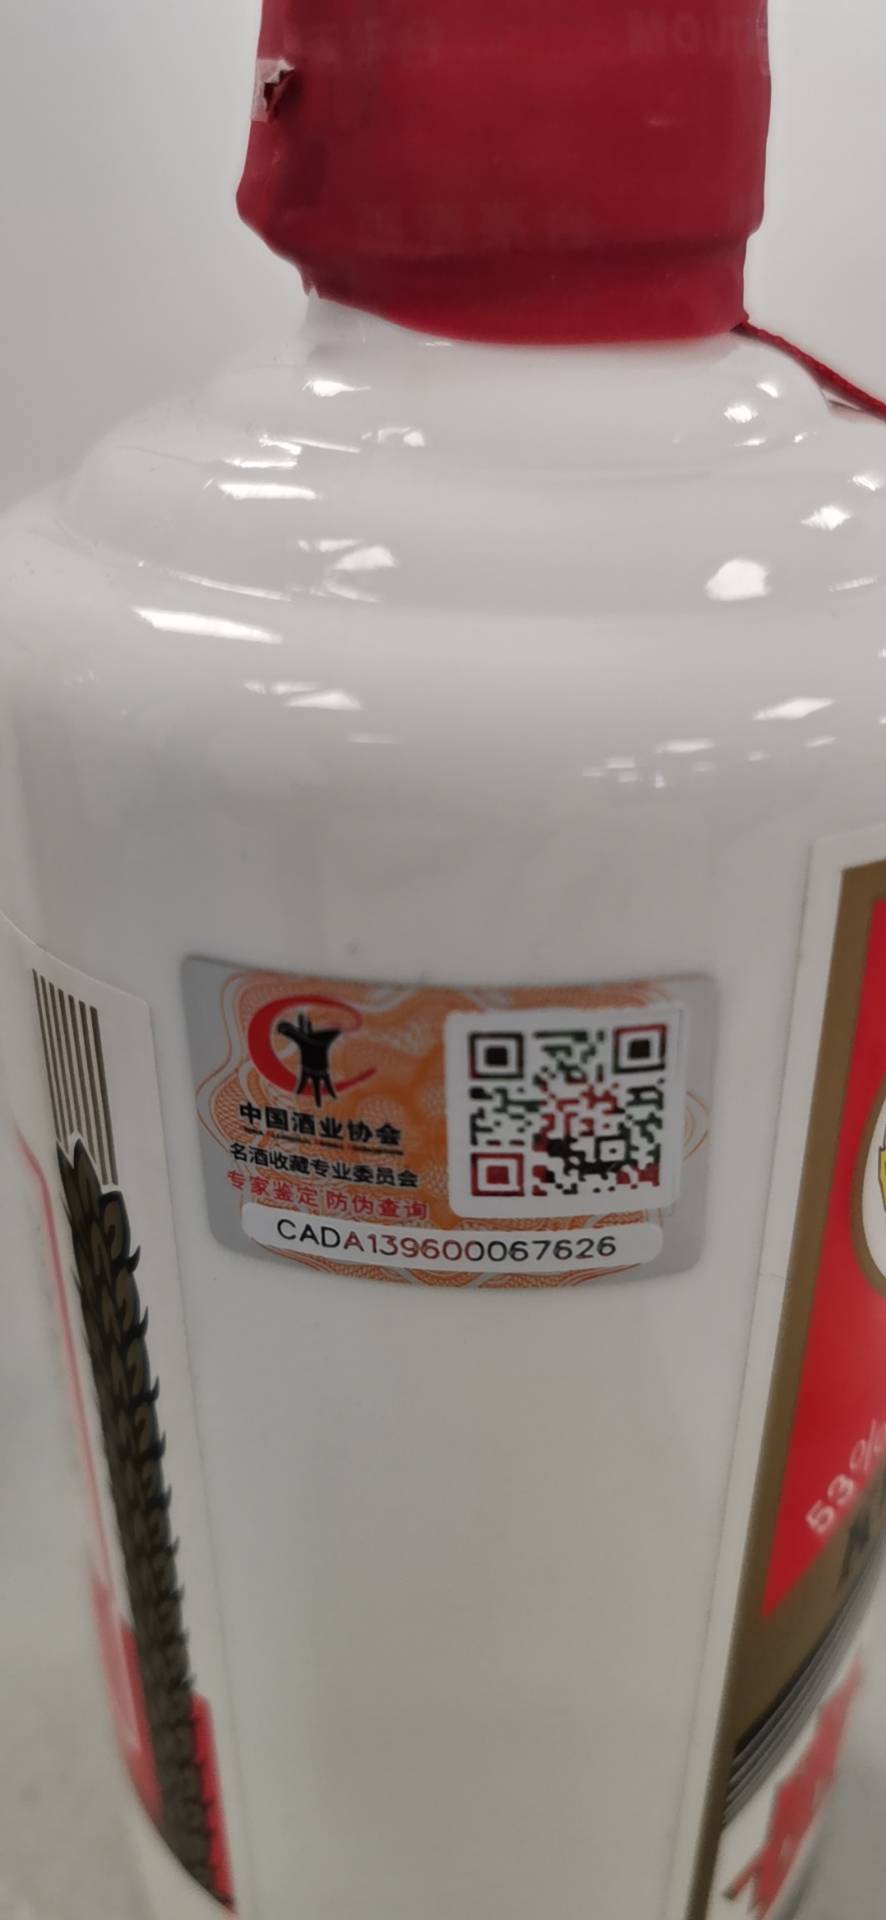 中国酒业协会
名酒收藏专业委员会
专家鉴定 防伪查询
CADA139600067626
53%